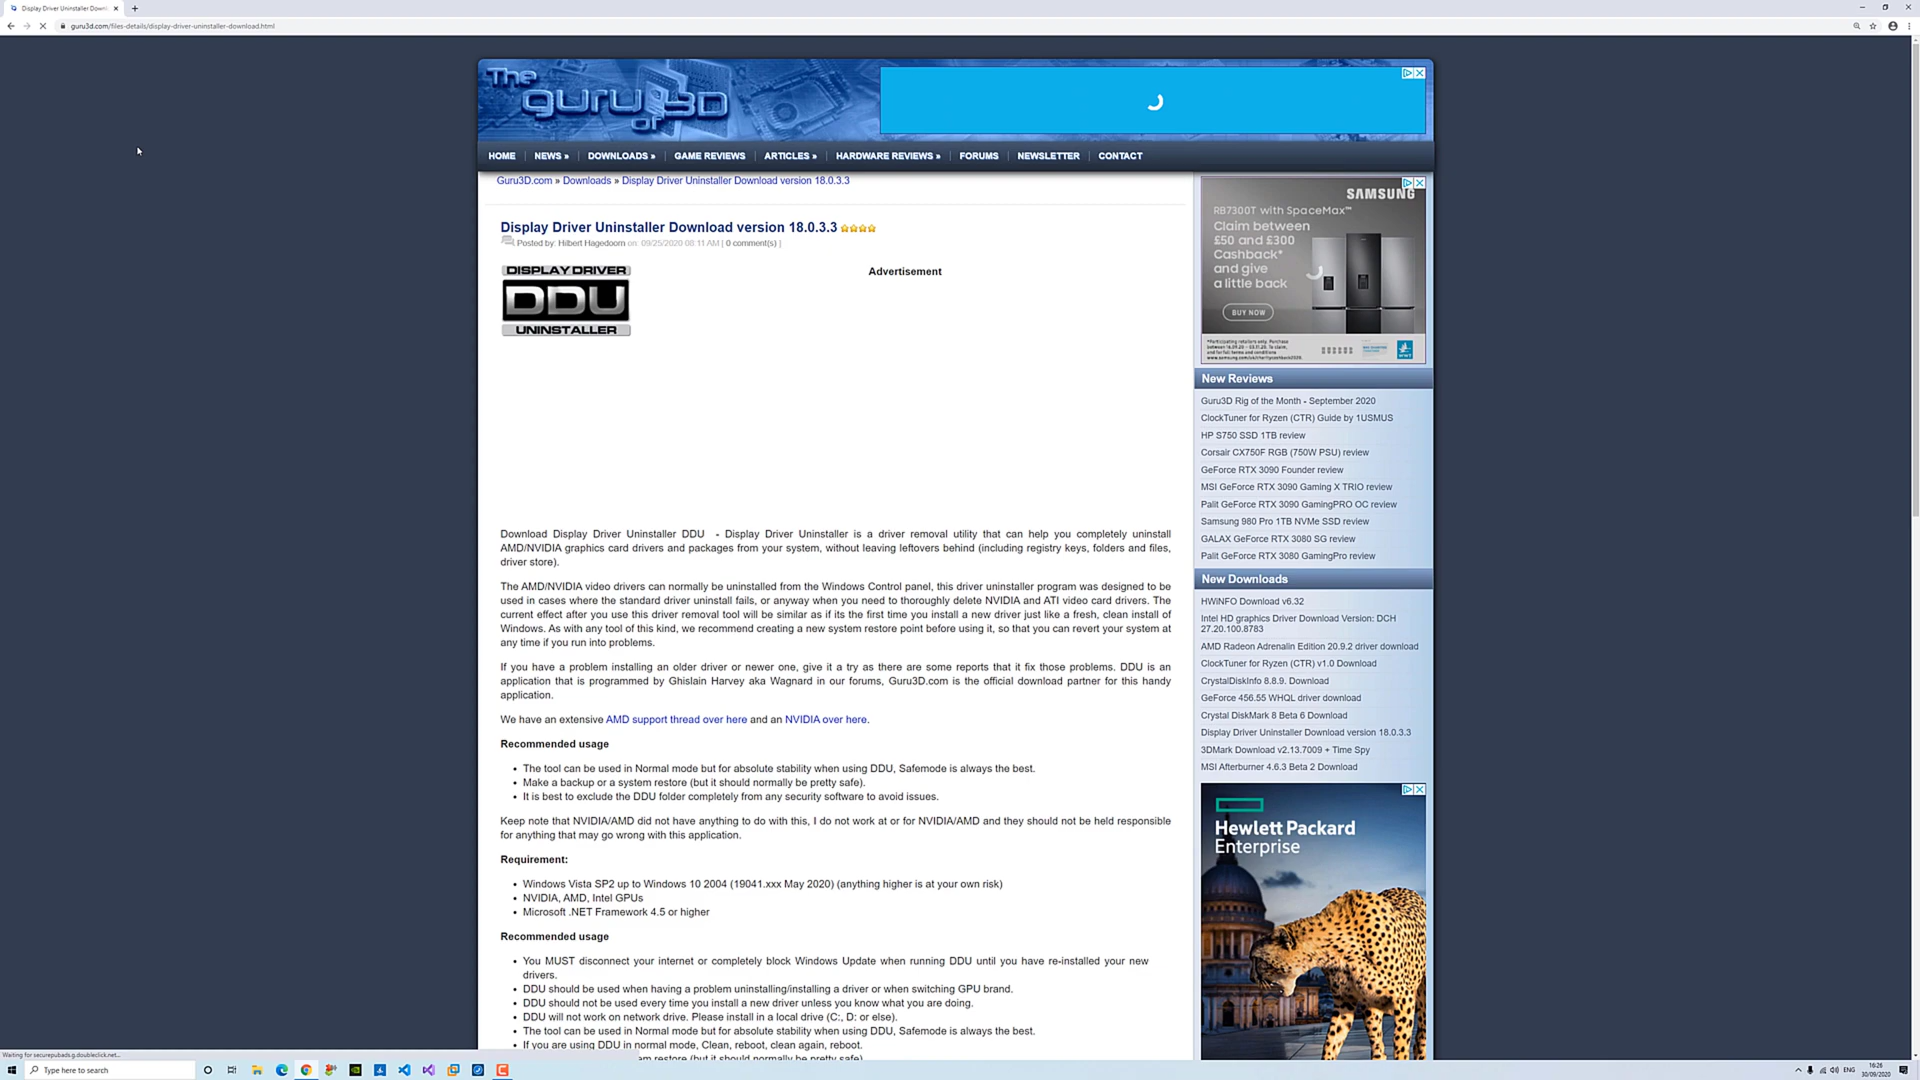 Display Driver Uninstaller Down
guru3d.com/files-details/display-driver-uninstaller-download.html
The
guru
of
3D
HOME
NEWS »
DOWNLOADS »
GAME REVIEWS
ARTICLES »
HARDWARE REVIEWS »
FORUMS
NEWSLETTER
CONTACT
Guru3D.com » Downloads » Display Driver Uninstaller Download version 18.0.3.3
Display Driver Uninstaller Download version 18.0.3.3
Posted by: Hilbert Hagedoorn on: 09/25/2020 08:11 AM | 0 comment(s) |
DISPLAY DRIVER
DDU
UNINSTALLER
Advertisement
Download Display Driver Uninstaller DDU - Display Driver Uninstaller is a driver removal utility that can help you completely uninstall
AMD/NVIDIA graphics card drivers and packages from your system, without leaving leftovers behind (including registry keys, folders and files,
driver store).
The AMD/NVIDIA video drivers can normally be uninstalled from the Windows Control panel, this driver uninstaller program was designed to be
used in cases where the standard driver uninstall fails, or anyway when you need to thoroughly delete NVIDIA and ATI video card drivers. The
current effect after you use this driver removal tool will be similar as if its the first time you install a new driver just like a fresh, clean install of
Windows. As with any tool of this kind, we recommend creating a new system restore point before using it, so that you can revert your system at
any time if you run into problems.
If you have a problem installing an older driver or newer one, give it a try as there are some reports that it fix those problems. DDU is an
application that is programmed by Ghislain Harvey aka Wagnard in our forums, Guru3D.com is the official download partner for this handy
application.
We have an extensive AMD support thread over here and an NVIDIA over here.
Recommended usage
• The tool can be used in Normal mode but for absolute stability when using DDU, Safemode is always the best.
• Make a backup or a system restore (but it should normally be pretty safe).
• It is best to exclude the DDU folder completely from any security software to avoid issues.
Keep note that NVIDIA/AMD did not have anything to do with this, I do not work at or for NVIDIA/AMD and they should not be held responsible
for anything that may go wrong with this application.
Requirement:
• Windows Vista SP2 up to Windows 10 2004 (19041.xxx May 2020) (anything higher is at your own risk)
• NVIDIA, AMD, Intel GPUs
• Microsoft .NET Framework 4.5 or higher
Recommended usage
• You MUST disconnect your internet or completely block Windows Update when running DDU until you have re-installed your new
drivers.
• DDU should be used when having a problem uninstalling/installing a driver or when switching GPU brand.
• DDU should not be used every time you install a new driver unless you know what you are doing.
• DDU will not work on network drive. Please install in a local drive (C:, D: or else).
• The tool can be used in Normal mode but for absolute stability when using DDU, Safemode is always the best.
• If you are using DDU in normal mode, Clean, reboot, clean again, reboot.
em restore (but it should normally be pretty safe)
SAMSUNG
RB7300T with SpaceMax™
Claim between
£50 and £300
Cashback*
and give
a little back
BUY NOW
New Reviews
Guru3D Rig of the Month - September 2020
ClockTuner for Ryzen (CTR) Guide by 1USMUS
HP S750 SSD 1TB review
Corsair CX750F RGB (750W PSU) review
GeForce RTX 3090 Founder review
MSI GeForce RTX 3090 Gaming X TRIO review
Palit GeForce RTX 3090 GamingPRO OC review
Samsung 980 Pro 1TB NVMe SSD review
GALAX GeForce RTX 3080 SG review
Palit GeForce RTX 3080 GamingPro review
New Downloads
HWiNFO Download v6.32
Intel HD graphics Driver Download Version: DCH
27.20.100.8783
AMD Radeon Adrenalin Edition 20.9.2 driver download
ClockTuner for Ryzen (CTR) v1.0 Download
CrystalDiskInfo 8.8.9. Download
GeForce 456.55 WHQL driver download
Crystal DiskMark 8 Beta 6 Download
Display Driver Uninstaller Download version 18.0.3.3
3DMark Download v2.13.7009 + Time Spy
MSI Afterburner 4.6.3 Beta 2 Download
Hewlett Packard
Enterprise
Waiting for securepubads.g.doubleclick.net...
Type here to search
ENG
16:26
30/09/2020